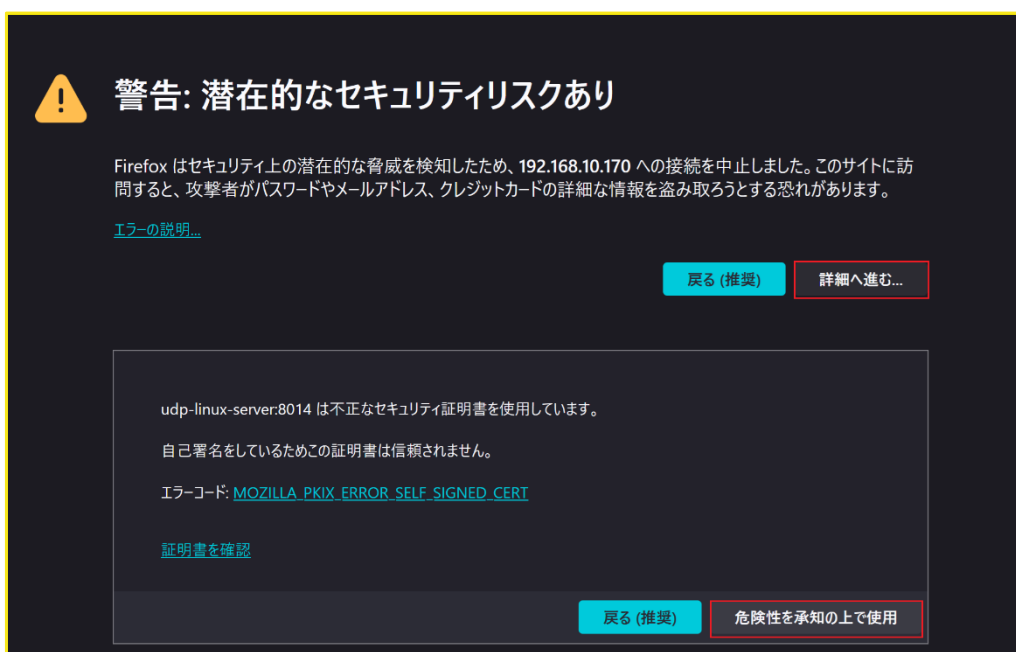 警告: 潜在的なセキュリティリスクあり
Firefox はセキュリティ上の潜在的な脅威を検知したため、192.168.10.170 への接続を中止しました。このサイトに訪
問すると、攻撃者がパスワードやメールアドレス、クレジットカードの詳細な情報を盗み取ろうとする恐れがあります。
エラーの説明...
戻る (推奨) 詳細へ進む...
udp-linux-server:8014 は不正なセキュリティ証明書を使用しています。
自己署名をしているためこの証明書は信頼されません。
エラーコード: MOZILLA_PKIX_ERROR_SELF_SIGNED_CERT
証明書を確認
戻る (推奨) 危険性を承知の上で使用